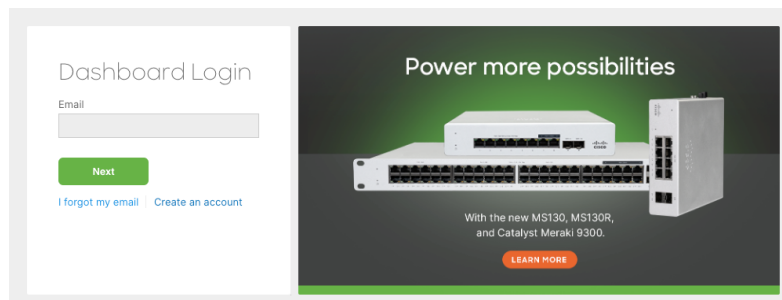 Dashboard Login
Email
Next
I forgot my email
Create an account
Power more possibilities
With the new MS130, MS130R,
and Catalyst Meraki 9300.
LEARN MORE